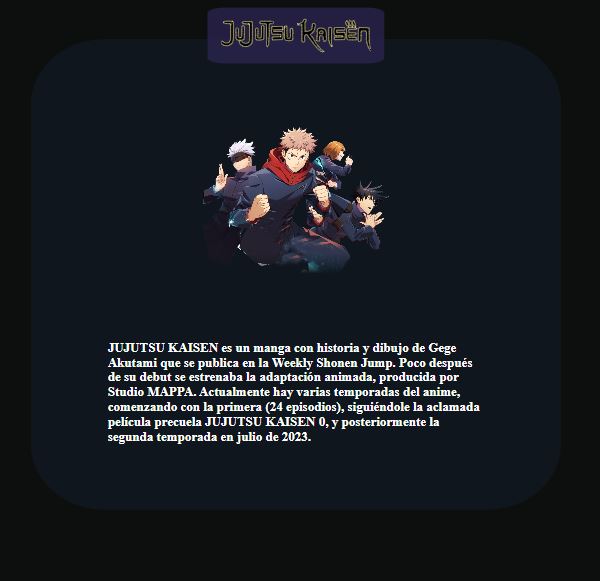 JUJUTSU KAISEN
JUJUTSU KAISEN es un manga con historia y dibujo de Gege
Akutami que se publica en la Weekly Shonen Jump. Poco después
de su debut se estrenaba la adaptación animada, producida por
Studio MAPPA. Actualmente hay varias temporadas del anime,
comenzando con la primera (24 episodios), siguiéndole la aclamada
película precuela JUJUTSU KAISEN 0, y posteriormente la
segunda temporada en julio de 2023.